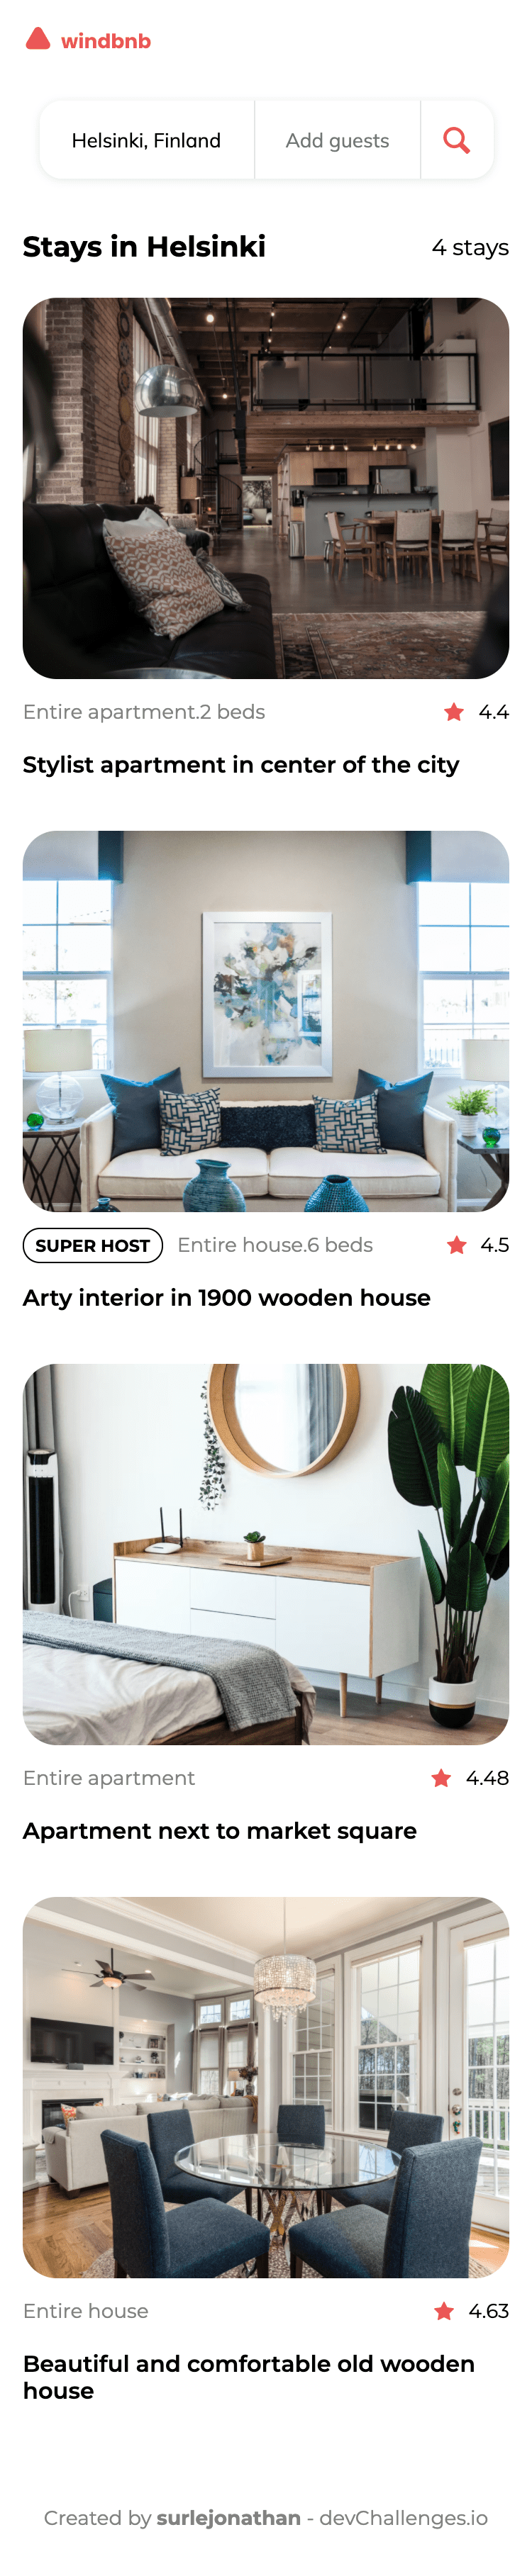 windbnb
Helsinki, Finland
Add guests
Stays in Helsinki
4 stays
Entire apartment.2 beds
4.4
Stylist apartment in center of the city
SUPER HOST
Entire house.6 beds
4.5
Arty interior in 1900 wooden house
Entire apartment
4.48
Apartment next to market square
Entire house
4.63
Beautiful and comfortable old wooden
house
Created by surlejonathan - devChallenges.io